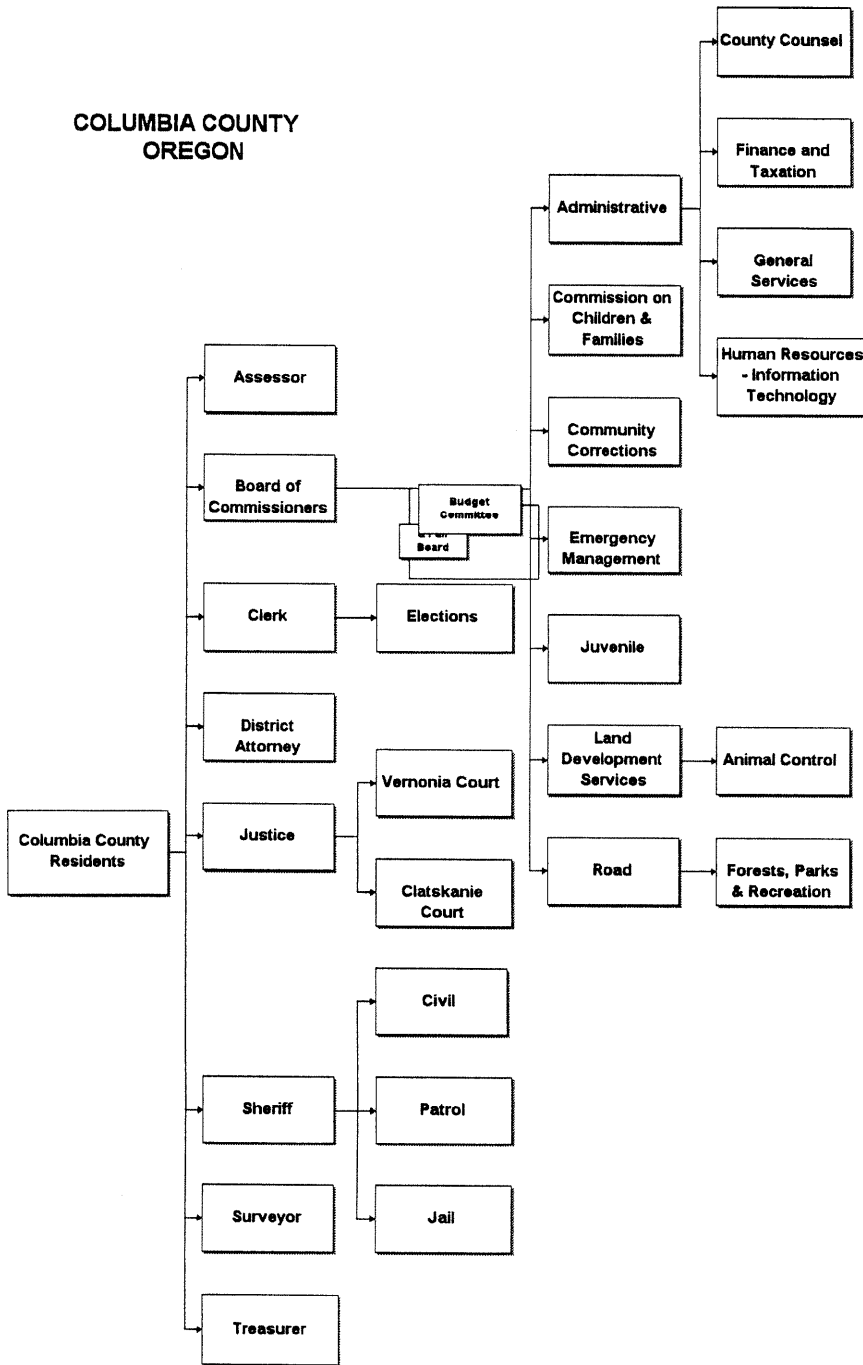 COLUMBIA COUNTY
OREGON
County Counsel
Finance and
Taxation
Administrative
General
Services
Commission on
Children &
Families
Human Resources
- Information
Technology
Assessor
Community
Corrections
Board of
Commissioners
Budget
Committee
Board
Emergency
Management
Clerk
Elections
Juvenile
District
Attorney
Land
Development
Services
Animal Control
Vernonia Court
Columbia County
Residents
Justice
Road
Forests, Parks
& Recreation
Clatskanie
Court
Civil
Sheriff
Patrol
Surveyor
Jail
Treasurer